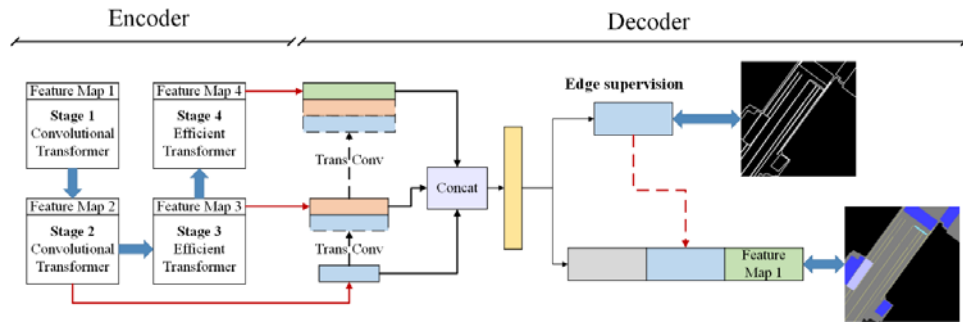 Encoder
Decoder
Feature Map 1
Stage 1
Convolutional
Transformer
Feature Map 4
Stage 4
Efficient
Transformer
Feature Map 2
Stage 2
Convolutional
Transformer
Feature Map 3
Stage 3
Efficient
Transformer
Trans Conv
Trans Conv
Concat
Edge supervision
Feature
Map 1